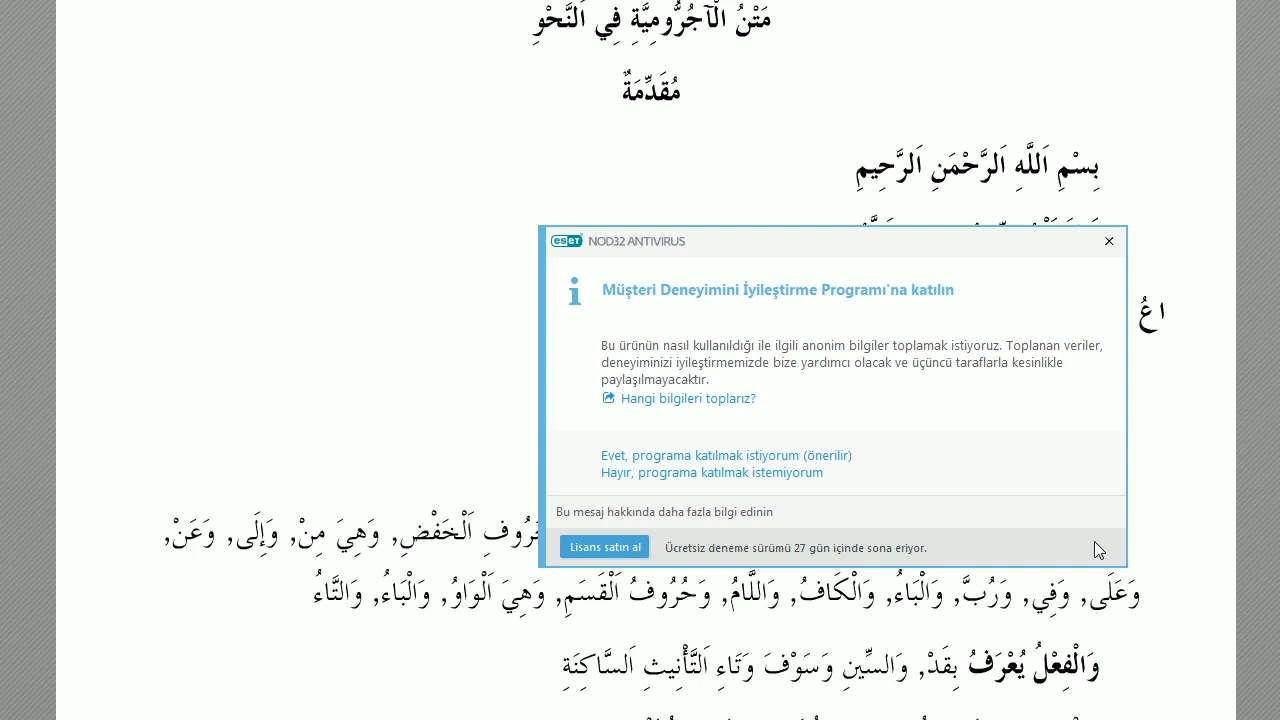 مَتْنُ اَلْآجُرُّومِيَّةِ فِي اَلنَّحْوِ
مُقَدِّمَةٌ
بِسْمِ اَللَّهِ اَلرَّحْمَنِ اَلرَّحِيمِ
eset NOD32 ANTIVIRUS
Müşteri Deneyimini İyileştirme Programı'na katılın
Bu ürünün nasıl kullanıldığı ile ilgili anonim bilgiler toplamak istiyoruz. Toplanan veriler,
deneyiminizi iyileştirmemizde bize yardımcı olacak ve üçüncü taraflarla kesinlikle
paylaşılmayacaktır.
Hangi bilgileri toplarız?
Evet, programa katılmak istiyorum (önerilir)
Hayır, programa katılmak istemiyorum
Bu mesaj hakkında daha fazla bilgi edinin
Lisans satın al Ücretsiz deneme sürümü 27 gün içinde sona eriyor.
اَلْخَفْضِ, وَهِيَ مِنْ, وَإِلَى, وَعَنْ,
وَعَلَى, وَفِي, وَرُبَّ, وَالْبَاءُ, وَالْكَافُ, وَاللَّامُ, وَحُرُوفُ اَلْقَسَمِ, وَهِيَ اَلْوَاوُ, وَالْبَاءُ, وَالتَّاءُ
وَالْفِعْلُ يُعْرَفُ بِقَدْ, وَالسِّينِ وَسَوْفَ وَتَاءِ اَلتَّأْنِيثِ اَلسَّاكِنَةِ